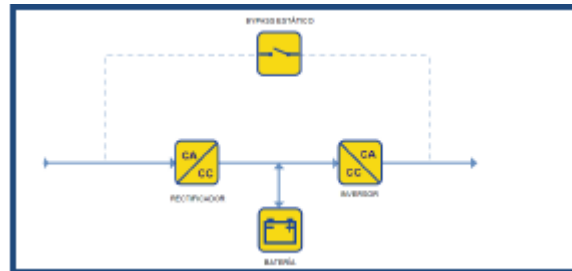 BYPASS ESTÁTICO
CA
CC
CA
CC
RECTIFICADOR
INVERSOR
BATERÍA